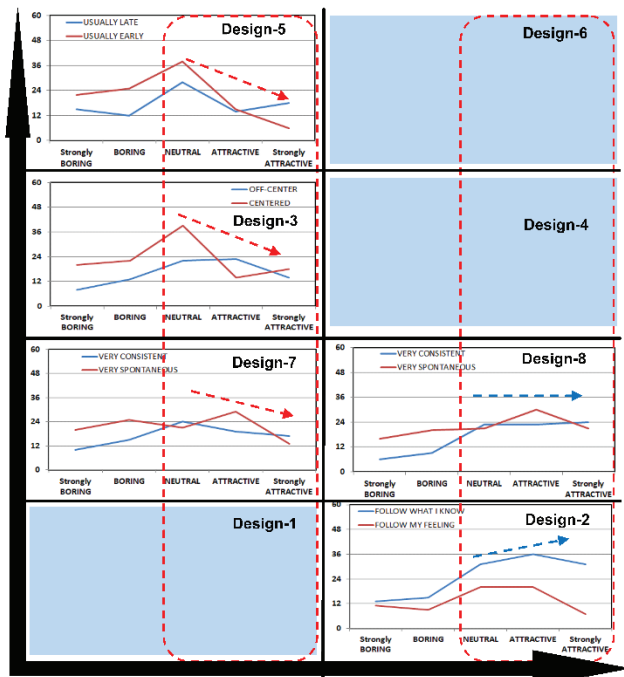 60
48
36
24
12
0
USUALLY LATE
USUALLY EARLY
Design-5
Strongly BORING
BORING
NEUTRAL
ATTRACTIVE
Strongly ATTRACTIVE
Design-6
60
48
36
24
12
0
OFF-CENTER
CENTERED
Design-3
Strongly BORING
BORING
NEUTRAL
ATTRACTIVE
Strongly ATTRACTIVE
Design-4
60
48
36
24
12
0
VERY CONSISTENT
VERY SPONTANEOUS
Design-7
Strongly BORING
BORING
NEUTRAL
ATTRACTIVE
Strongly ATTRACTIVE
60
48
36
24
12
0
VERY CONSISTENT
VERY SPONTANEOUS
Design-8
Strongly BORING
BORING
NEUTRAL
ATTRACTIVE
Strongly ATTRACTIVE
Design-1
60
48
36
24
12
0
FOLLOW WHAT I KNOW
FOLLOW MY FEELING
Design-2
Strongly BORING
BORING
NEUTRAL
ATTRACTIVE
Strongly ATTRACTIVE